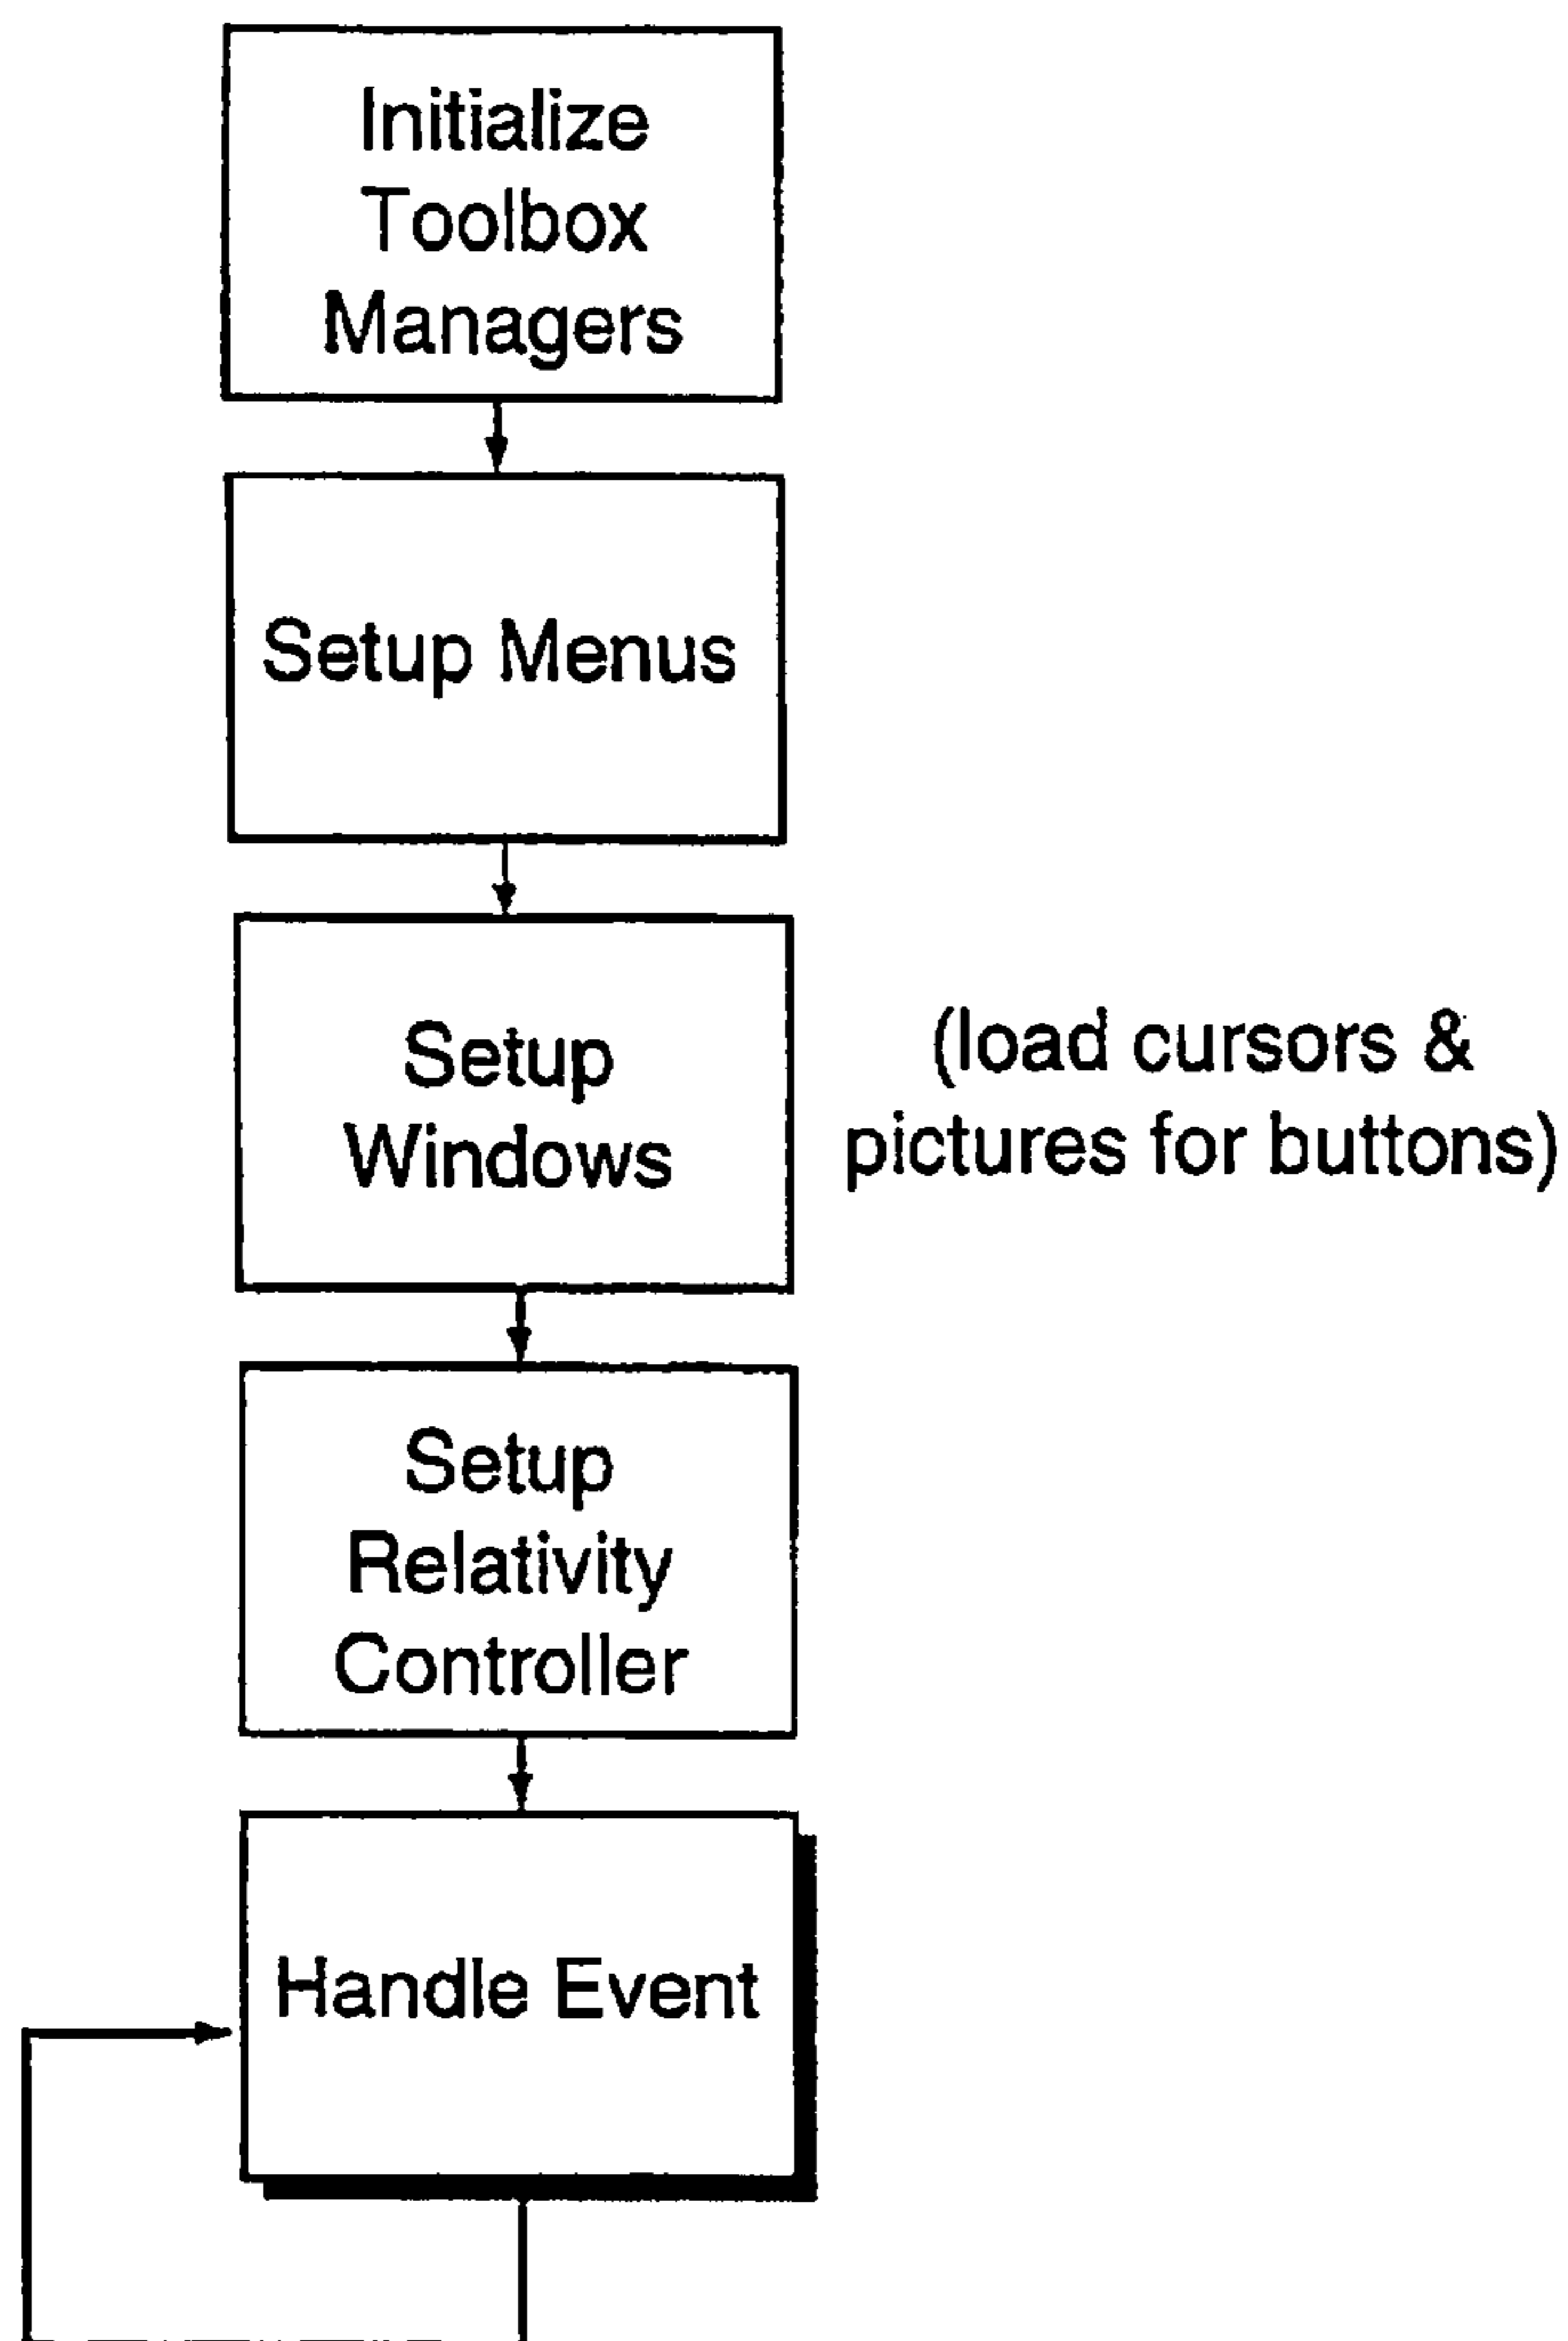 Initialize
Toolbox
Managers
Setup Menus
Setup
Windows
(load cursors &
pictures for buttons)
Setup
Relativity
Controller
Handle Event